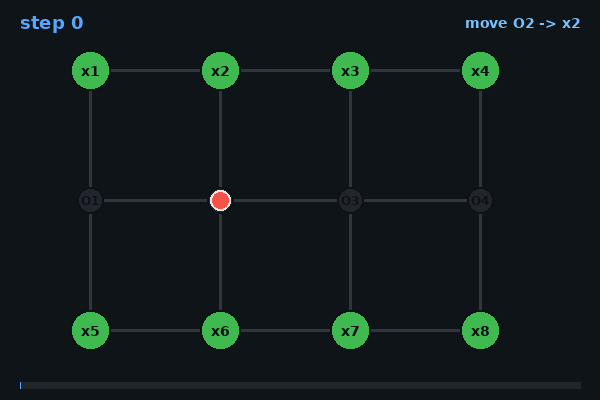 step 0 move O2 -> x2
x1 x2 x3 x4
O1 O3 O4
x5 x6 x7 x8